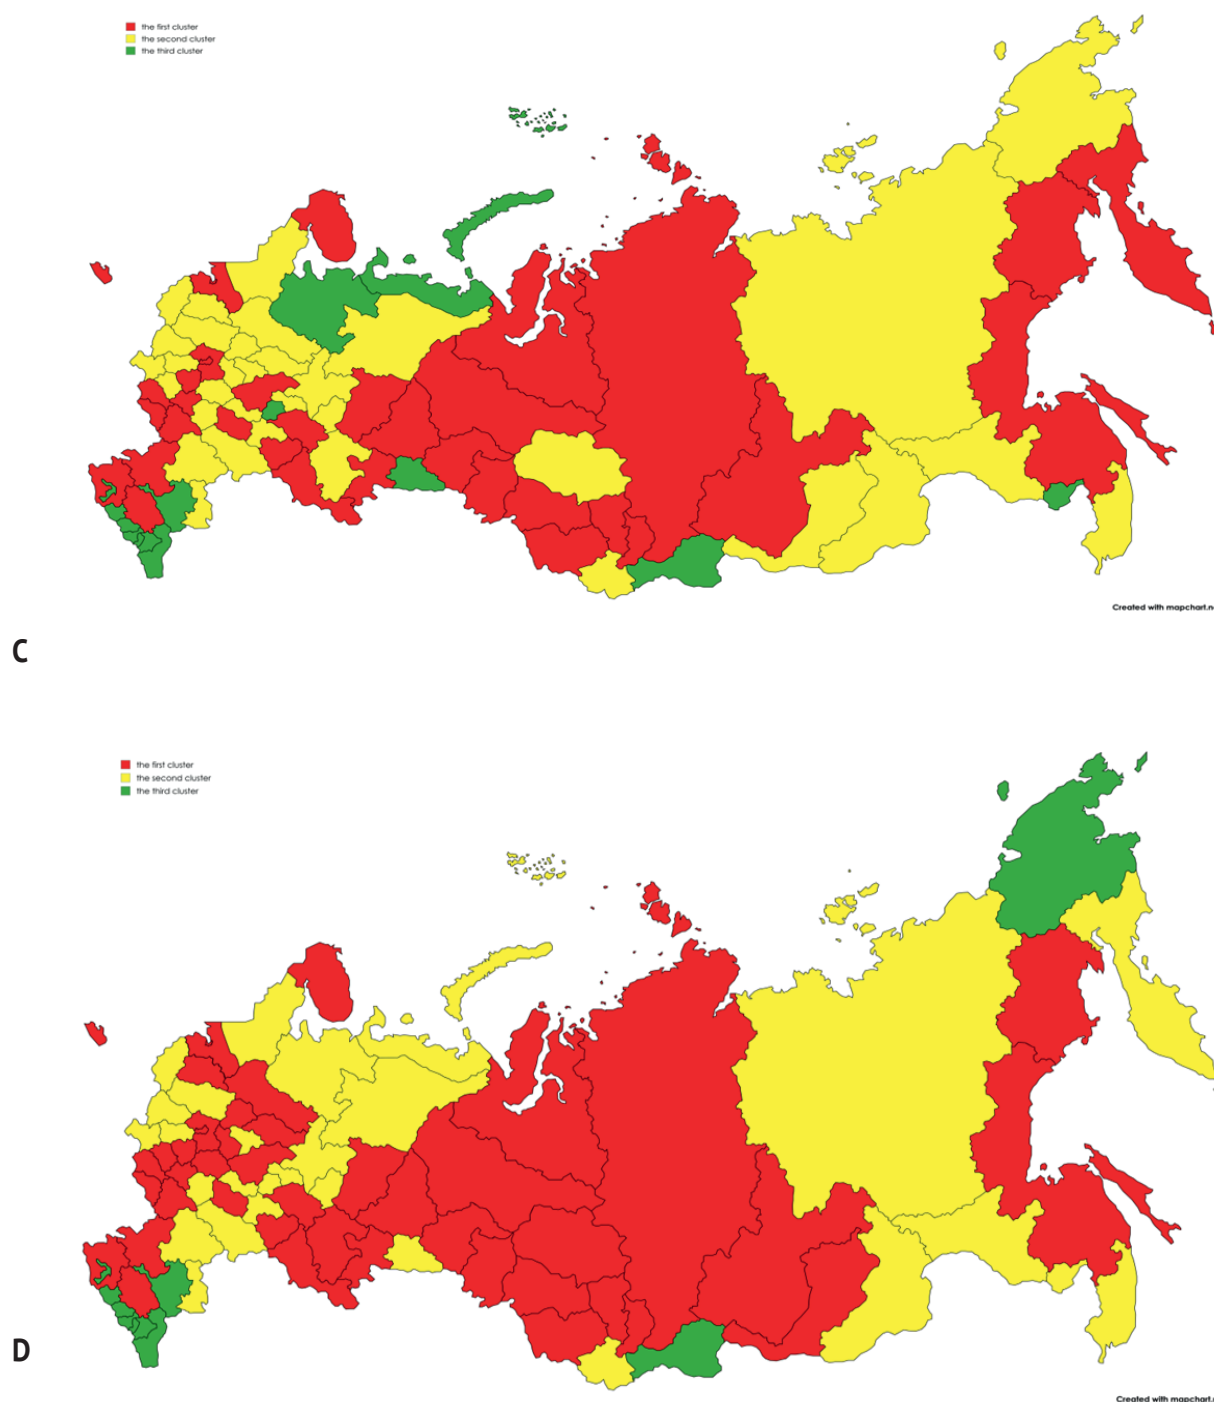 the first cluster
the second cluster
the third cluster
Created with mapchart.n
C
the first cluster
the second cluster
the third cluster
D
Created with mapchart.n